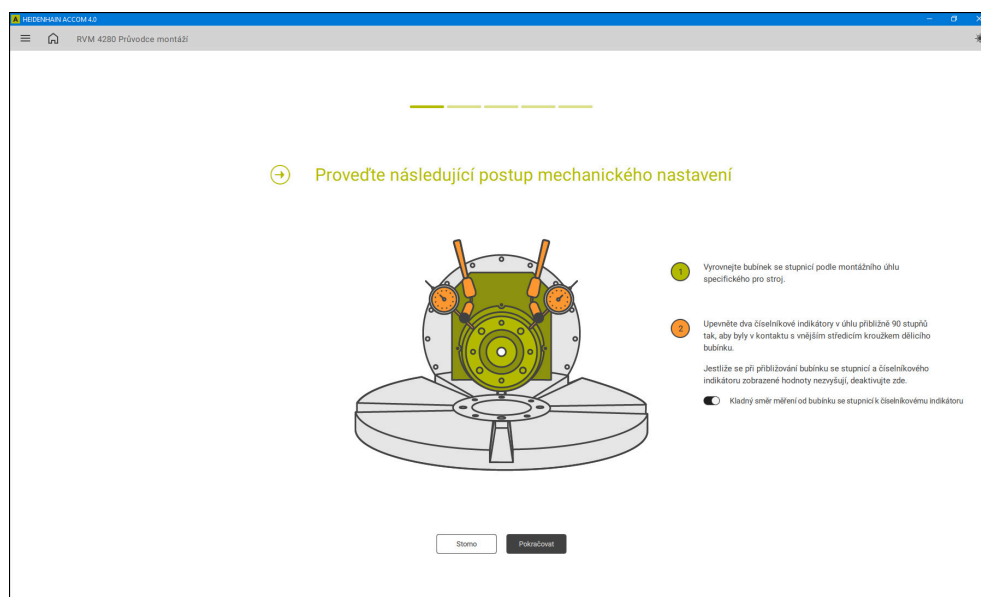 HEIDENHAIN ACCOM 4.0
RVM 4280 Průvodce montáží
Proveďte následující postup mechanického nastavení
1
Vyrovnejte bubínek se stupnicí podle montážního úhlu
specifického pro stroj.
2
Upevněte dva číselníkové indikátory v úhlu přibližně 90 stupňů
tak, aby byly v kontaktu s vnějším středicím kroužkem dělicího
bubínku.
Jestliže se při přibližování bubínku se stupnicí a číselníkového
indikátoru zobrazené hodnoty nezvyšují, deaktivujte zde.
Kladný směr měření od bubínku se stupnicí k číselníkovému indikátoru
Storno
Pokračovat